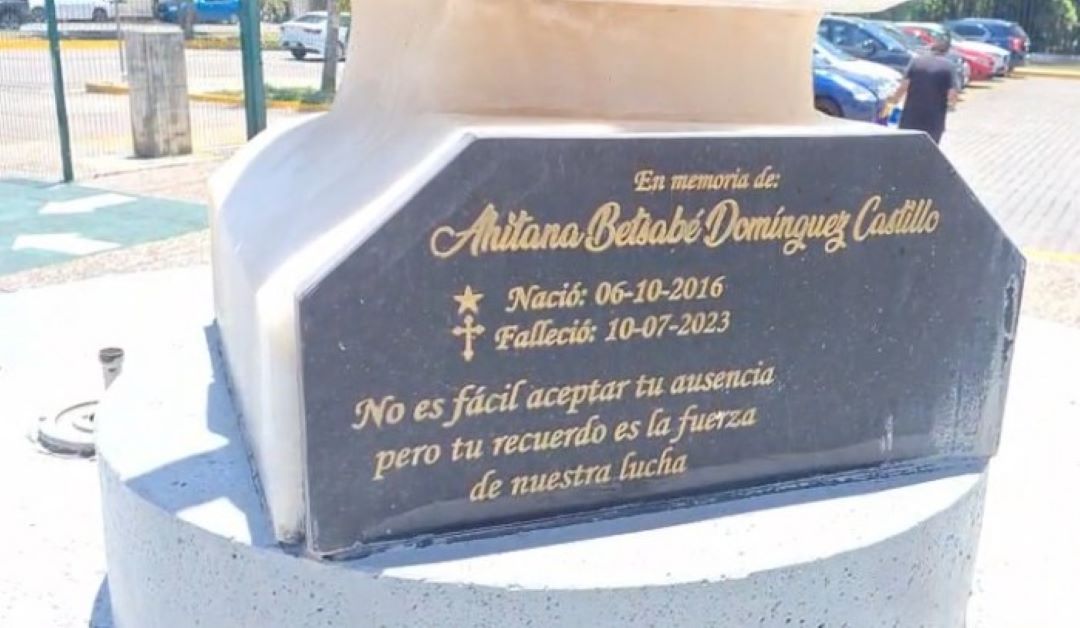 En memoria de:
Ahitana Betsabé Domínguez Castillo
Nació: 06-10-2016
Falleció: 10-07-2023
No es fácil aceptar tu ausencia
pero tu recuerdo es la fuerza
de nuestra lucha